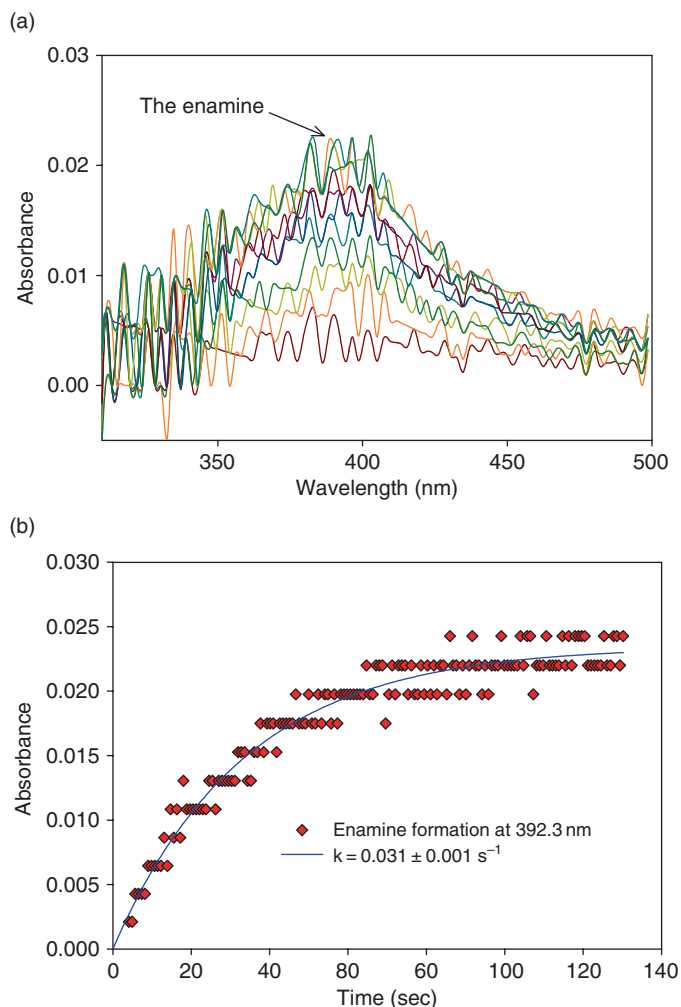 (a)
0.03
The enamine
0.02
Absorbance
0.01
0.00
350
400
450
500
Wavelength (nm)
(b)
0.030
0.025
0.020
Absorbance
0.015
0.010
Enamine formation at 392.3 nm
k = 0.031 ± 0.001 s⁻¹
0.005
0.000
0 20 40 80 60 100 120 140
Time (sec)